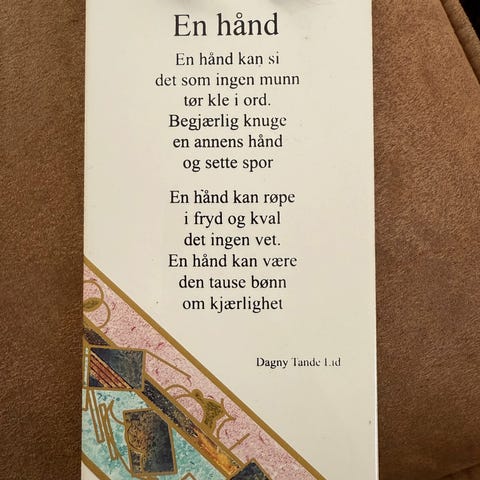 En hånd
En hånd kan si
det som ingen munn
tør kle i ord.
Begjærlig knuge
en annens hånd
og sette spor
En hånd kan røpe
i fryd og kval
det ingen vet.
En hånd kan være
den tause bønn
om kjærlighet
Dagny Tande Lid